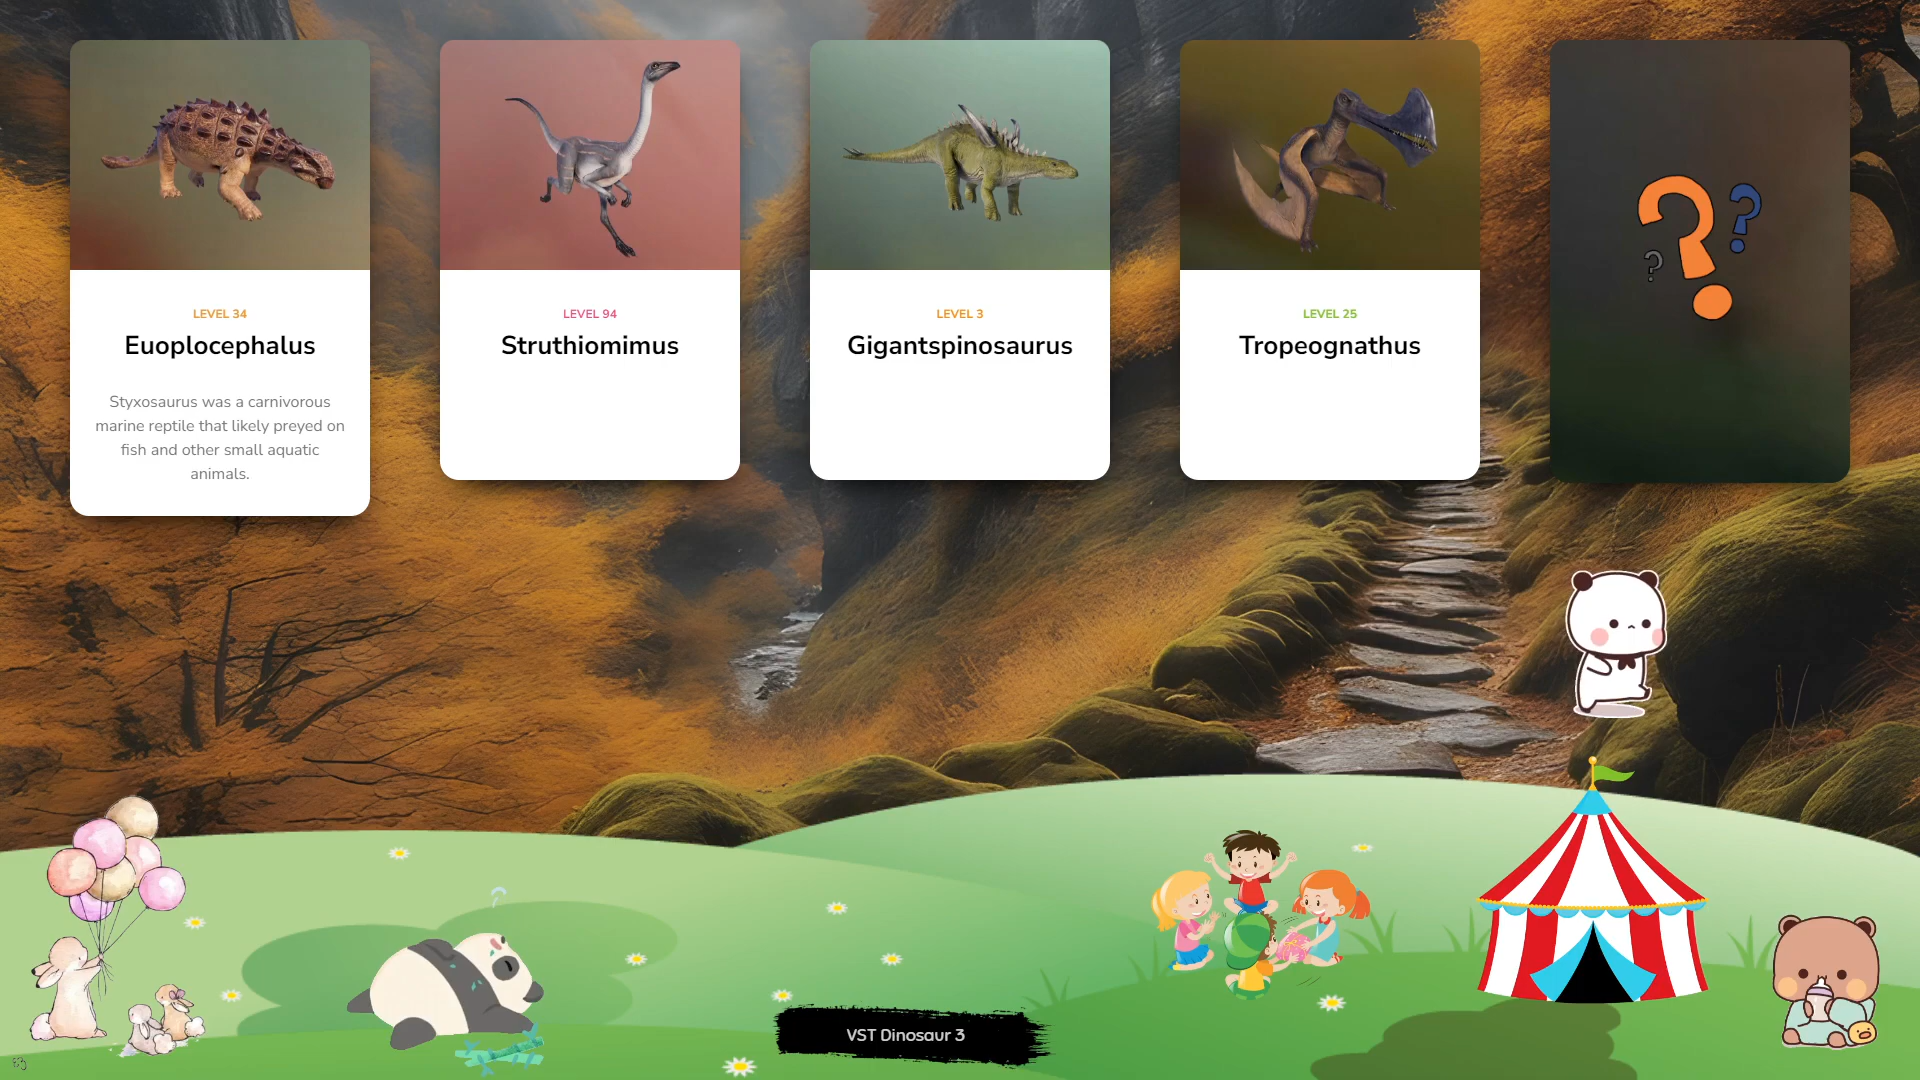 LEVEL 34
Euoplocephalus
Styxosaurus was a carnivorous
marine reptile that likely preyed on
fish and other small aquatic
animals.
LEVEL 94
Struthiomimus
LEVEL 3
Gigantspinosaurus
LEVEL 25
Tropeognathus
? ? ?
VST Dinosaur 3